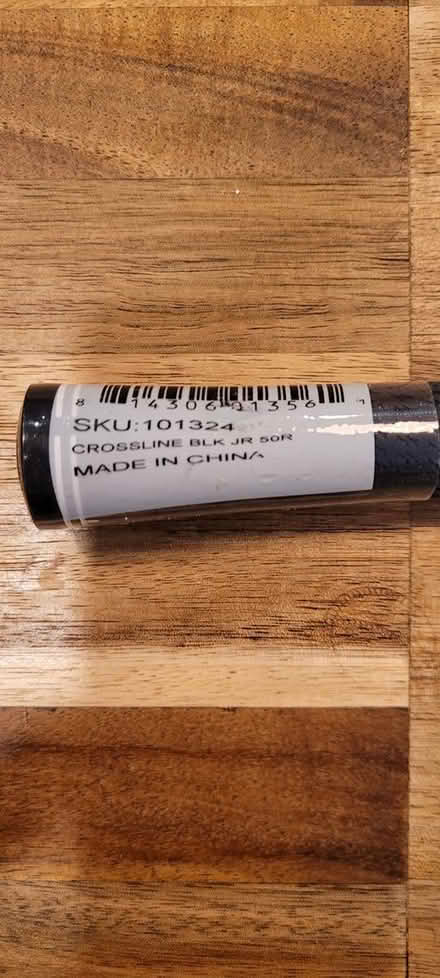 8 14306 01356 1
SKU:101324
CROSSLINE BLK JR 50R
MADE IN CHINA